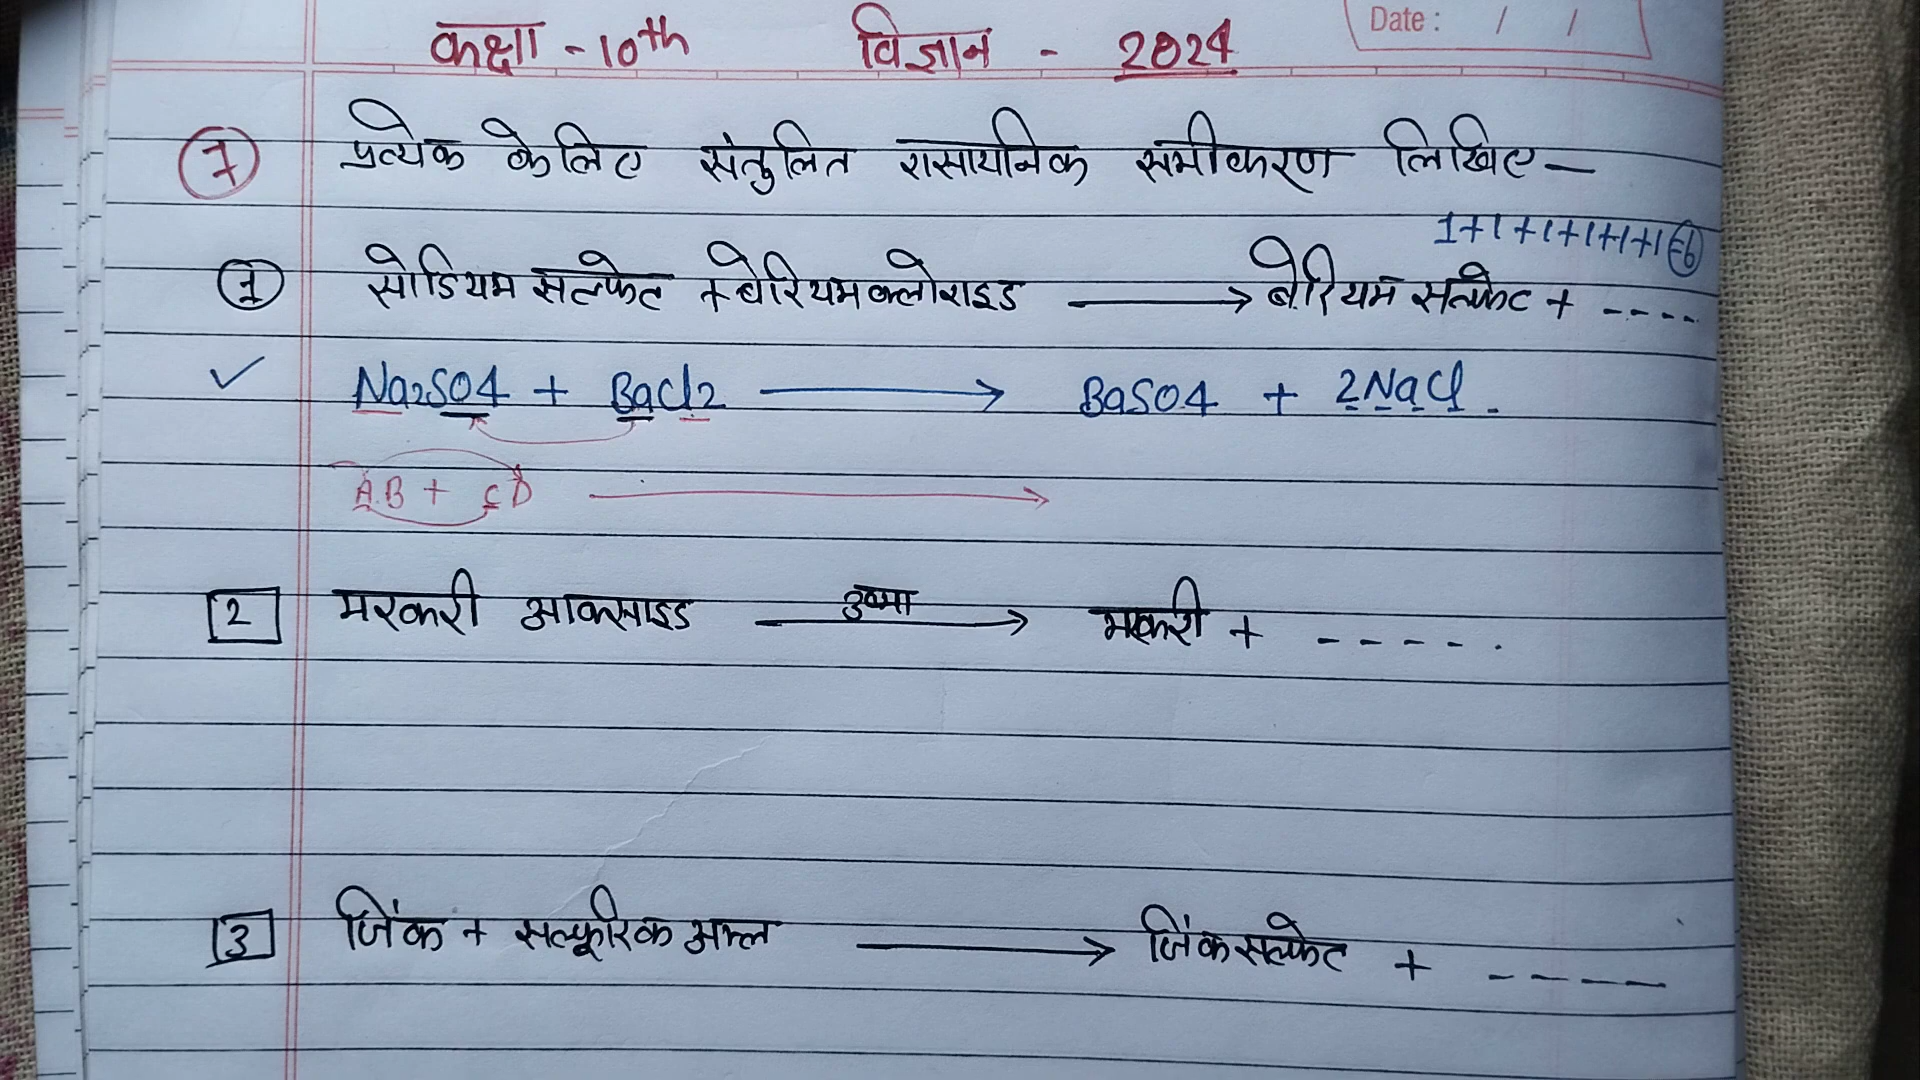 कक्षा - 10th विज्ञान - 2024
Date : / /
7 प्रत्येक के लिए संतुलित रासायनिक समीकरण लिखिए —
1+1+1+1+1+1=6
1 सोडियम सल्फेट + बेरियम क्लोराइड ⟶ बेरियम सल्फेट + ----
✓ Na2SO4 + BaCl2 ⟶ BaSO4 + 2NaCl.
AB + CD ⟶
2 मरकरी आक्साइड उष्मा ⟶ मरकरी + -----.
3 जिंक + सल्फूरिक अम्ल ⟶ जिंक सल्फेट + ----